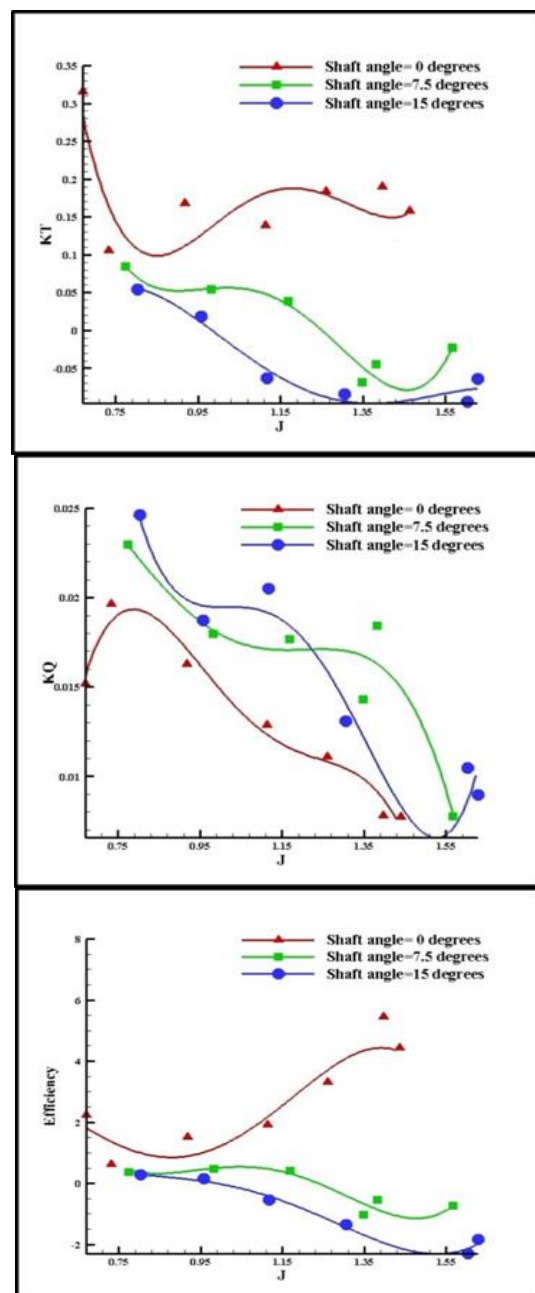 0.35
Shaft angle= 0 degrees
0.3
Shaft angle=7.5 degrees
Shaft angle=15 degrees
0.25
0.2
0.15
KT
0.1
0.05
0
-0.05
0.75 0.95 1.15 1.35 1.55
J
0.025
Shaft angle= 0 degrees
Shaft angle=7.5 degrees
Shaft angle=15 degrees
0.02
KQ
0.015
0.01
0.75 0.95 1.15 1.35 1.55
J
8
Shaft angle= 0 degrees
Shaft angle=7.5 degrees
Shaft angle=15 degrees
6
4
Efficiency
2
0
-2
0.75 0.95 1.15 1.35 1.55
J